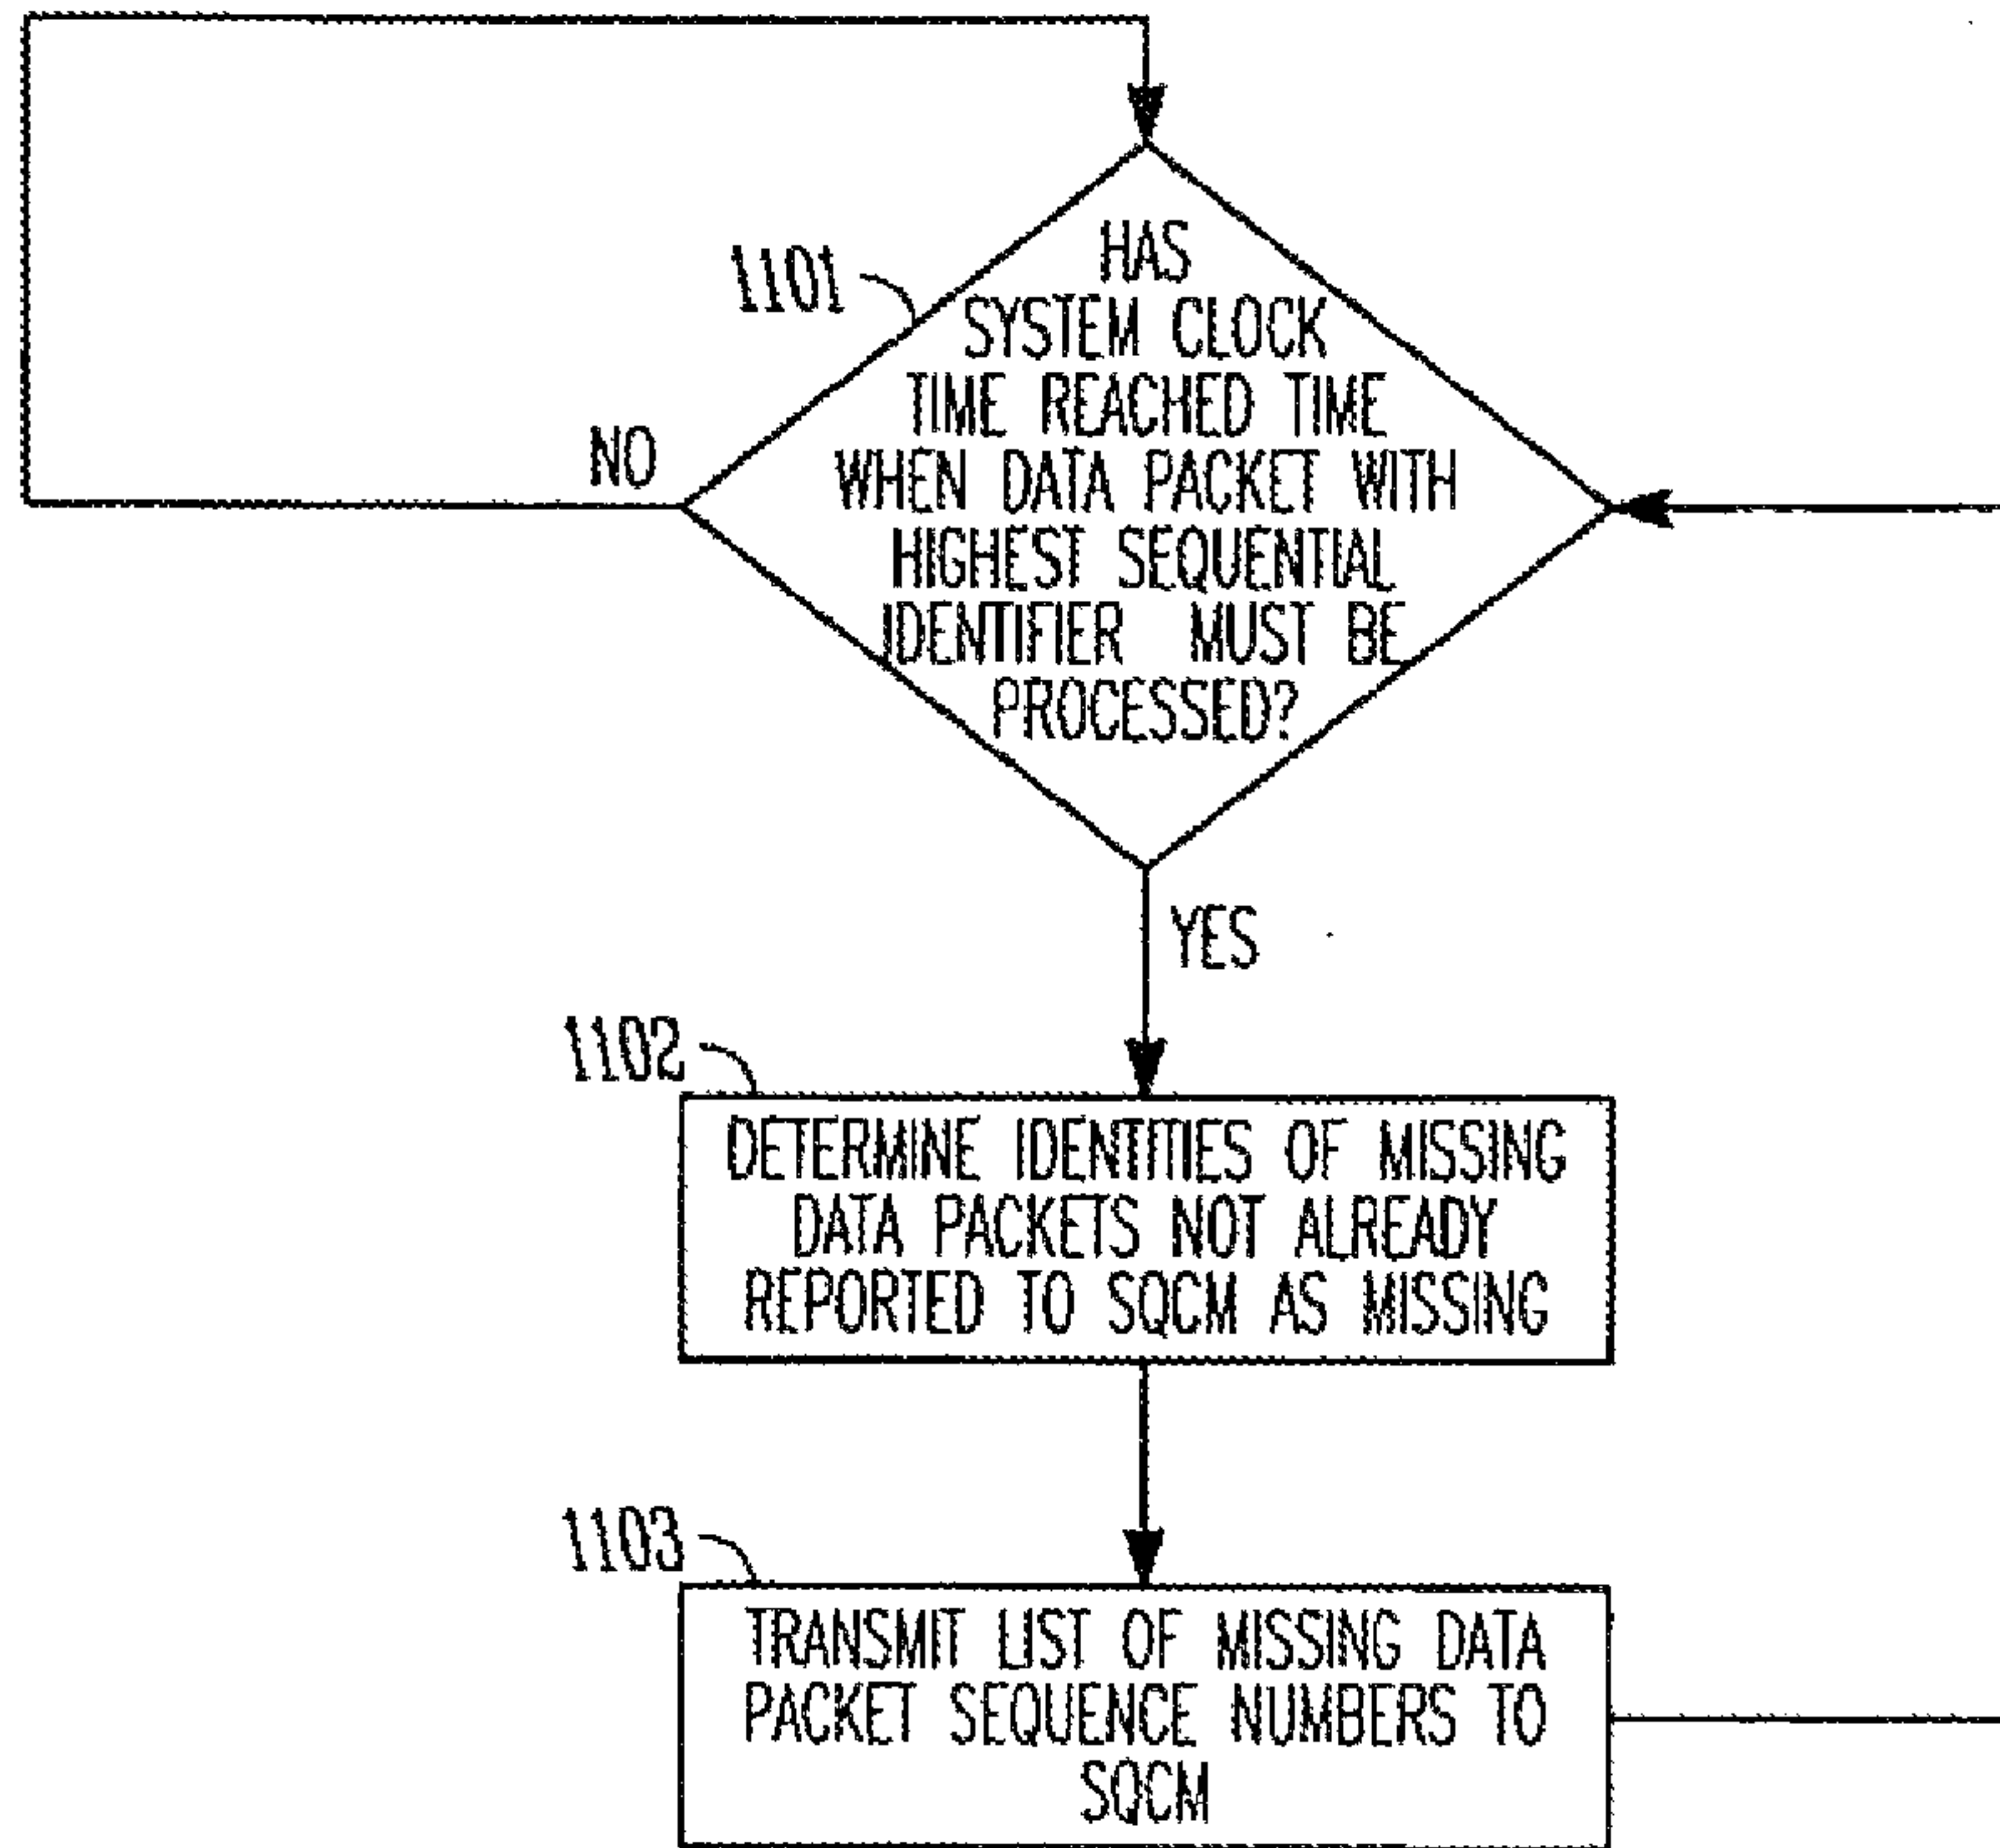 1101
HAS
SYSTEM CLOCK
TIME REACHED TIME
WHEN DATA PACKET WITH
HIGHEST SEQUENTIAL
IDENTIFIER MUST BE
PROCESSED?
NO
YES
1102
DETERMINE IDENTITIES OF MISSING
DATA PACKETS NOT ALREADY
REPORTED TO SQCM AS MISSING
1103
TRANSMIT LIST OF MISSING DATA
PACKET SEQUENCE NUMBERS TO
SQCM